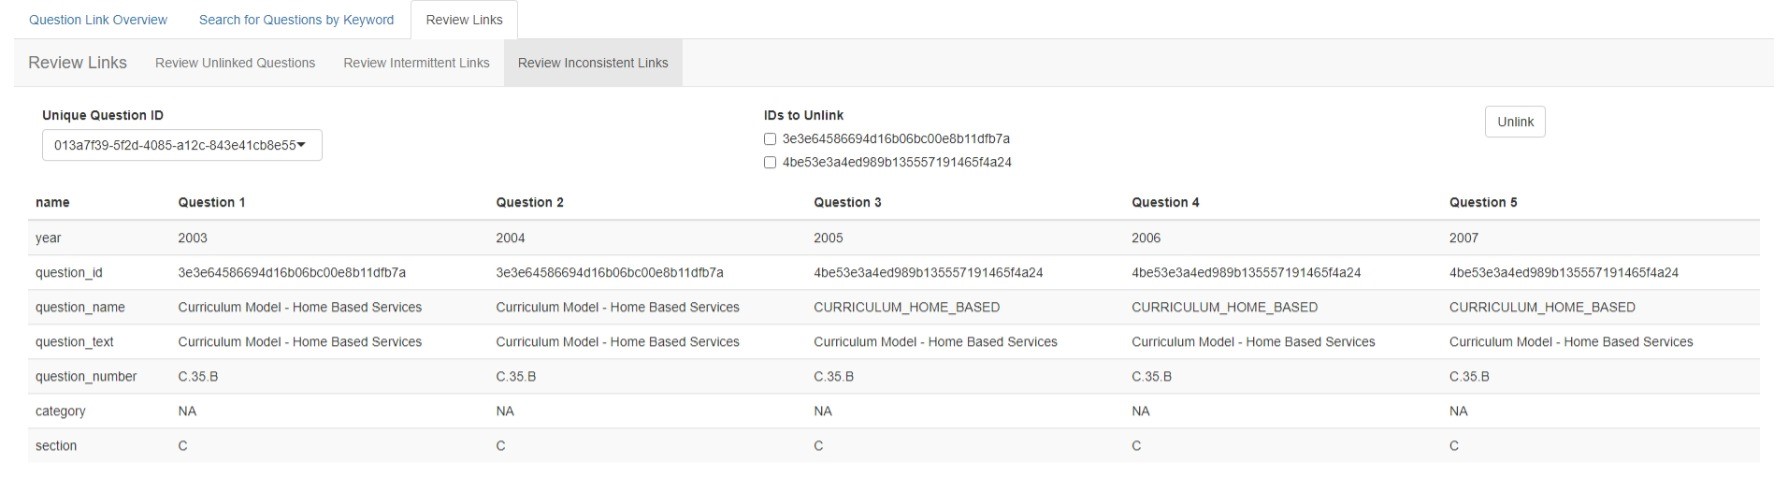 Question Link Overview Search for Questions by Keyword Review Links
Review Links Review Unlinked Questions Review Intermittent Links Review Inconsistent Links
Unique Question ID IDs to Unlink Unlink
013a7f39-5f2d-4085-a12c-843e41cb8e55 3e3e64586694d16b06bc00e8b11dfb7a
4be53e3a4ed989b135557191465f4a24
name Question 1 Question 2 Question 3 Question 4 Question 5
year 2003 2004 2005 2006 2007
question_id 3e3e64586694d16b06bc00e8b11dfb7a 3e3e64586694d16b06bc00e8b11dfb7a 4be53e3a4ed989b135557191465f4a24 4be53e3a4ed989b135557191465f4a24 4be53e3a4ed989b135557191465f4a24
question_name Curriculum Model - Home Based Services Curriculum Model - Home Based Services CURRICULUM_HOME_BASED CURRICULUM_HOME_BASED CURRICULUM_HOME_BASED
question_text Curriculum Model - Home Based Services Curriculum Model - Home Based Services Curriculum Model - Home Based Services Curriculum Model - Home Based Services Curriculum Model - Home Based Services
question_number C.35.B C.35.B C.35.B C.35.B C.35.B
category NA NA NA NA NA
section C C C C C